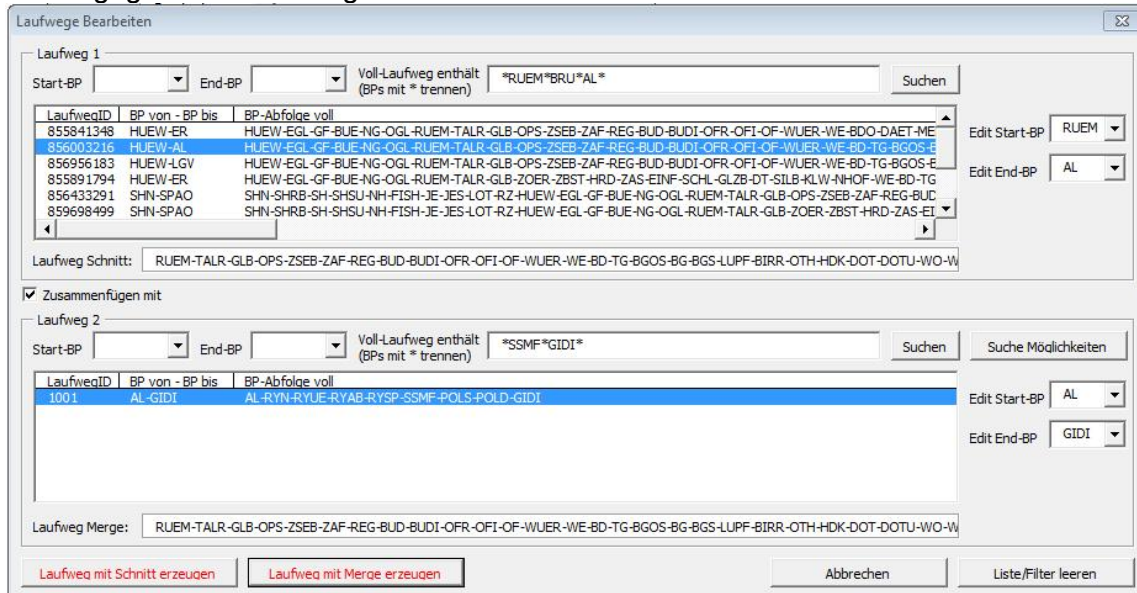 Laufwege Bearbeiten
Laufweg 1
Start-BP End-BP Voll-Laufweg enthält (BPs mit * trennen) *RUEM*BRU*AL* Suchen
LaufwegID BP von - BP bis BP-Abfolge voll
855841348 HUEW-ER HUEW-EGL-GF-BUE-NG-OGL-RUEM-TALR-GLB-OPS-ZSEB-ZAF-REG-BUD-BUDI-OFR-OFI-OF-WUER-WE-BDO-DAET-ME
856003216 HUEW-AL HUEW-EGL-GF-BUE-NG-OGL-RUEM-TALR-GLB-OPS-ZSEB-ZAF-REG-BUD-BUDI-OFR-OFI-OF-WUER-WE-BD-TG-BGOS-E
856956183 HUEW-LGV HUEW-EGL-GF-BUE-NG-OGL-RUEM-TALR-GLB-OPS-ZSEB-ZAF-REG-BUD-BUDI-OFR-OFI-OF-WUER-WE-BD-TG-BGOS-E
855891794 HUEW-ER HUEW-EGL-GF-BUE-NG-OGL-RUEM-TALR-GLB-ZOER-ZBST-HRD-ZAS-EINF-SCHL-GLZB-DT-SILB-KLW-NHOF-WE-BD-TG
856433291 SHN-SPAO SHN-SHRB-SH-SHSU-NH-FISH-JE-JES-LOT-RZ-HUEW-EGL-GF-BUE-NG-OGL-RUEM-TALR-GLB-OPS-ZSEB-ZAF-REG-BUD
859698499 SHN-SPAO SHN-SHRB-SH-SHSU-NH-FISH-JE-JES-LOT-RZ-HUEW-EGL-GF-BUE-NG-OGL-RUEM-TALR-GLB-ZOER-ZBST-HRD-ZAS-EI
Edit Start-BP RUEM
Edit End-BP AL
Laufweg Schnitt: RUEM-TALR-GLB-OPS-ZSEB-ZAF-REG-BUD-BUDI-OFR-OFI-OF-WUER-WE-BD-TG-BGOS-BG-BGS-LUPF-BIRR-OTH-HDK-DOT-DOTU-WO-W
Zusammenfügen mit
Laufweg 2
Start-BP End-BP Voll-Laufweg enthält (BPs mit * trennen) *SSMF*GIDI* Suchen Suche Möglichkeiten
LaufwegID BP von - BP bis BP-Abfolge voll
1001 AL-GIDI AL-RYN-RYUE-RYAB-RYSP-SSMF-POLS-POLD-GIDI
Edit Start-BP AL
Edit End-BP GIDI
Laufweg Merge: RUEM-TALR-GLB-OPS-ZSEB-ZAF-REG-BUD-BUDI-OFR-OFI-OF-WUER-WE-BD-TG-BGOS-BG-BGS-LUPF-BIRR-OTH-HDK-DOT-DOTU-WO-W
Laufweg mit Schnitt erzeugen Laufweg mit Merge erzeugen Abbrechen Liste/Filter leeren